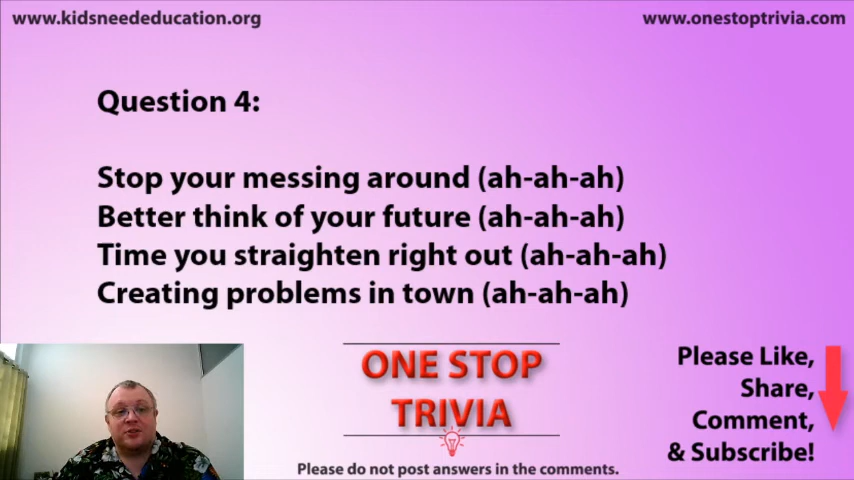 www.kidsneededucation.org
www.onestoptrivia.com
Question 4:
Stop your messing around (ah-ah-ah)
Better think of your future (ah-ah-ah)
Time you straighten right out (ah-ah-ah)
Creating problems in town (ah-ah-ah)
ONE STOP
TRIVIA
Please do not post answers in the comments.
Please Like,
Share,
Comment,
& Subscribe!